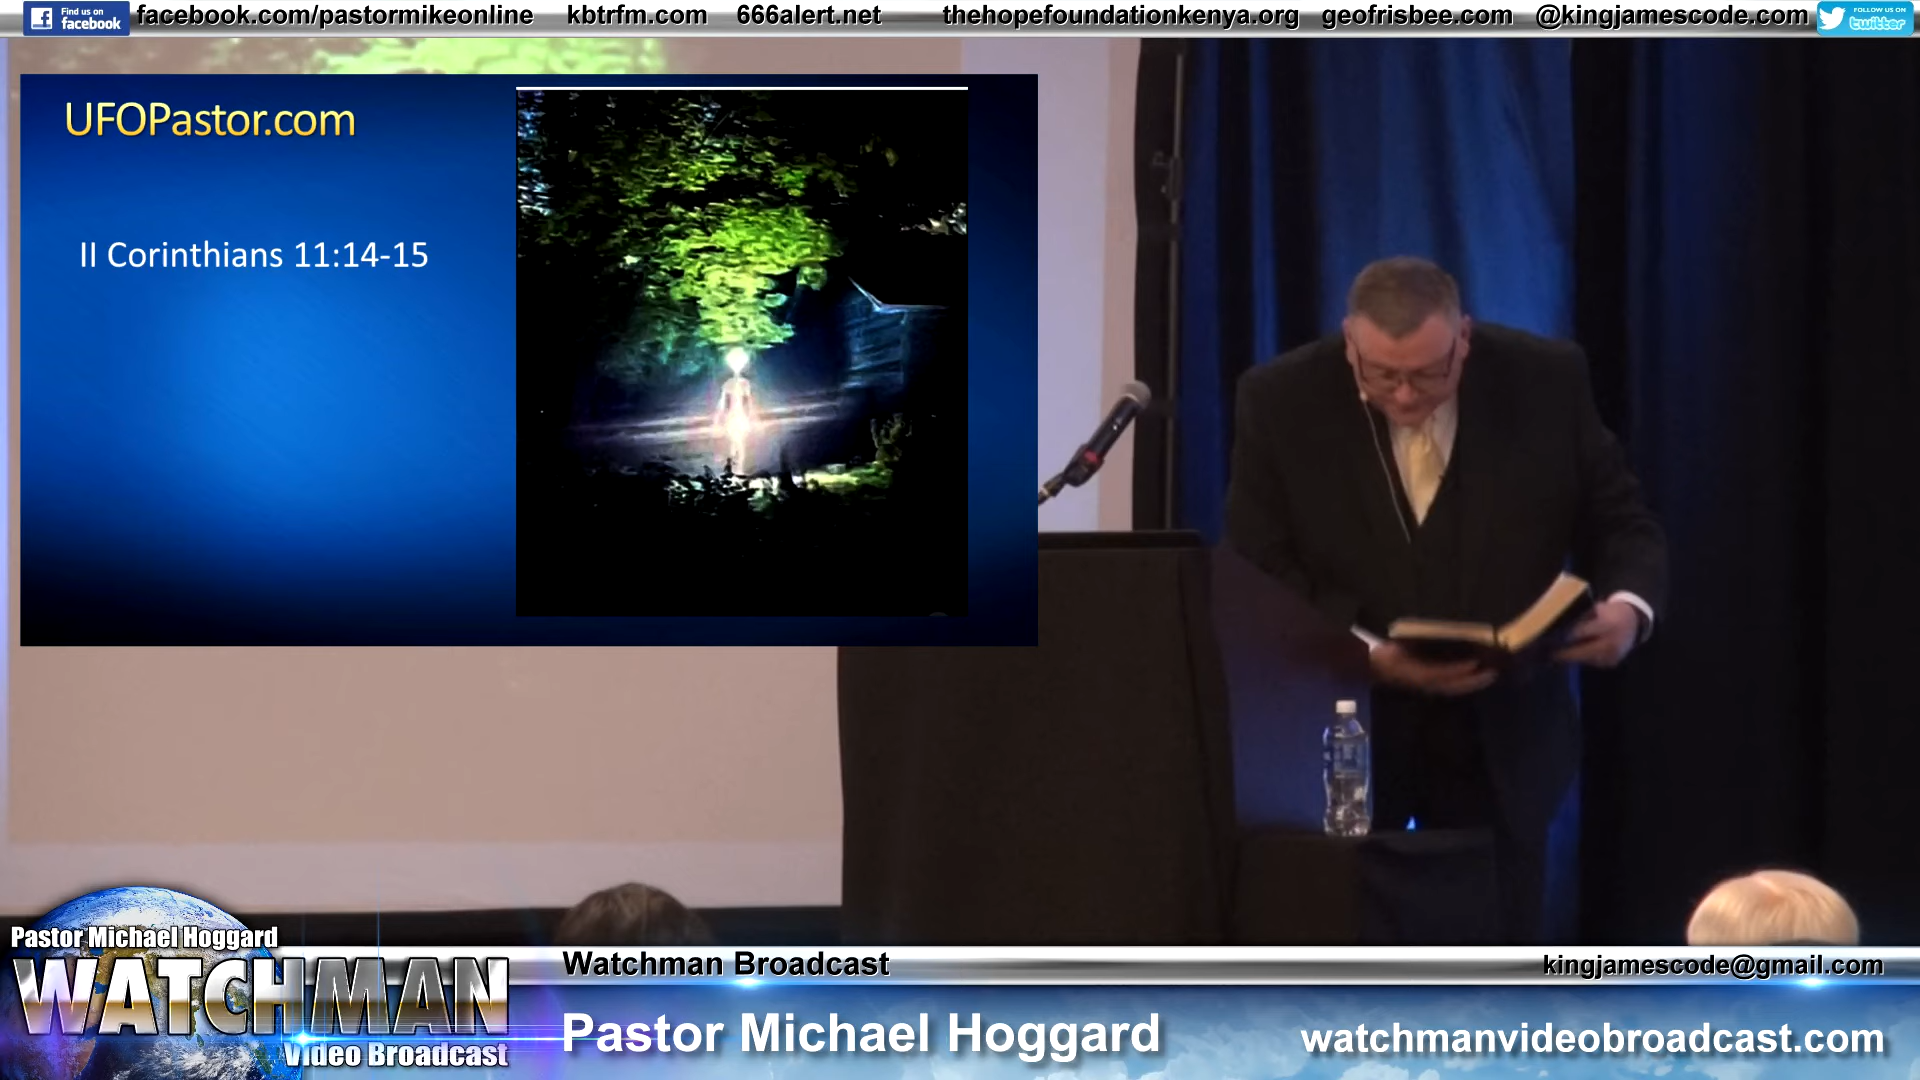 Find us on
facebook
facebook.com/pastormikeonline kbtrfm.com 666alert.net thehopefoundationkenya.org geofrisbee.com @kingjamescode.com
FOLLOW US ON
twitter
UFOPastor.com
II Corinthians 11:14-15
Pastor Michael Hoggard
WATCHMAN
Video Broadcast
Watchman Broadcast
kingjamescode@gmail.com
Pastor Michael Hoggard
watchmanvideobroadcast.com